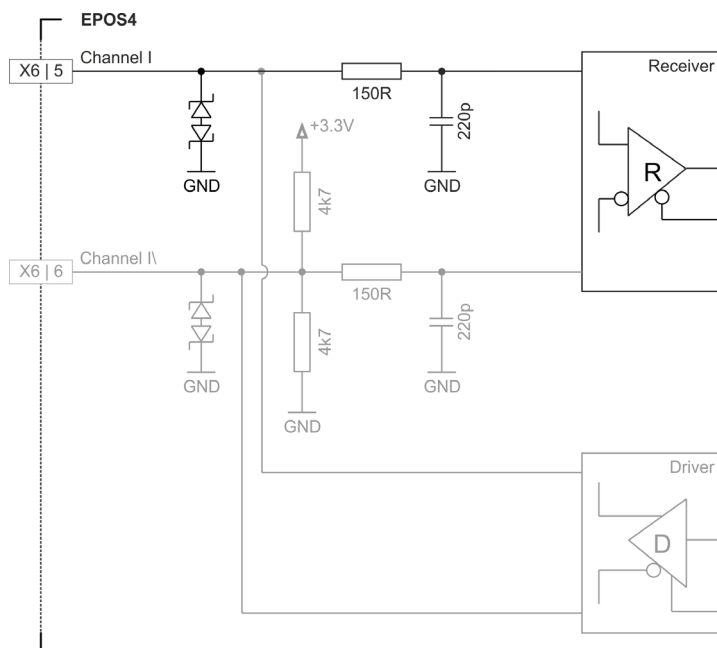 EPOS4
X6 | 5
Channel I
Receiver
150R
220p
+3.3V
GND
GND
4k7
R
X6 | 6
Channel I\
150R
220p
4k7
GND
GND
GND
Driver
D